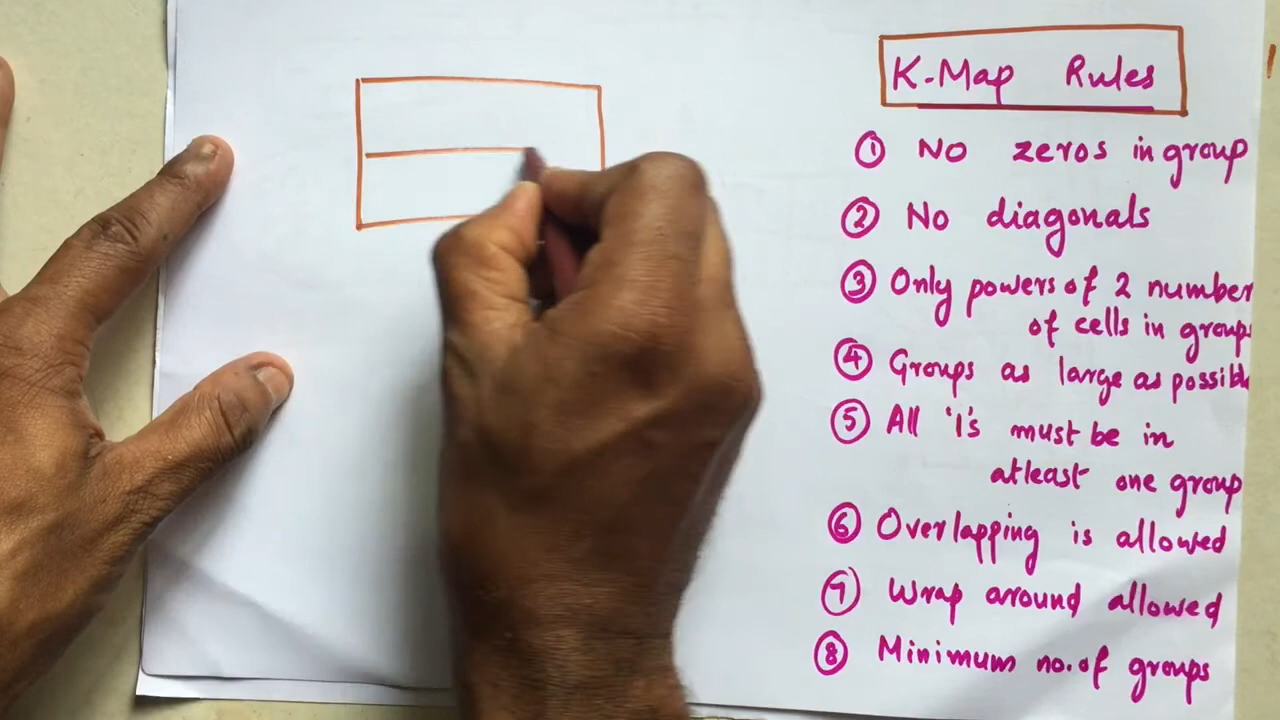 K-Map Rules
① No zeros in group
② No diagonals
③ Only powers of 2 number
of cells in groups
④ Groups as large as possible
⑤ All '1's must be in
atleast one group
⑥ Overlapping is allowed
⑦ Wrap around allowed
⑧ Minimum no. of groups